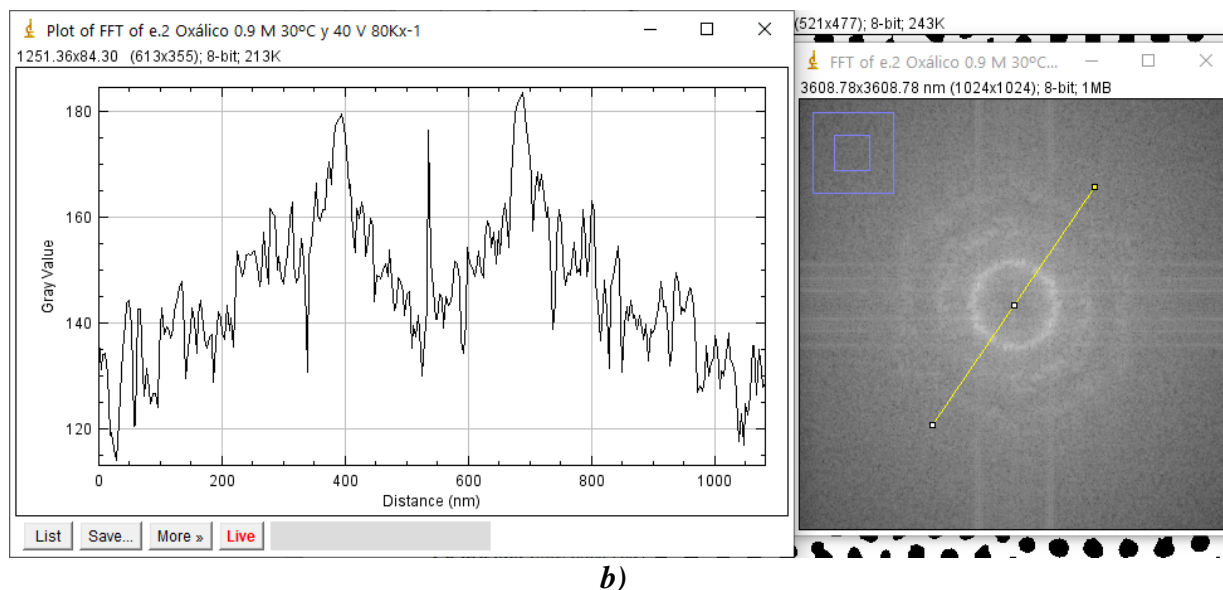 Plot of FFT of e.2 Oxálico 0.9 M 30ºC y 40 V 80Kx-1
1251.36x84.30 (613x355); 8-bit; 213K
180
160
140
120
Gray Value
0
200
400
600
800
1000
Distance (nm)
List
Save...
More »
Live
(521x477); 8-bit; 243K
FFT of e.2 Oxálico 0.9 M 30ºC...
3608.78x3608.78 nm (1024x1024); 8-bit; 1MB
b)